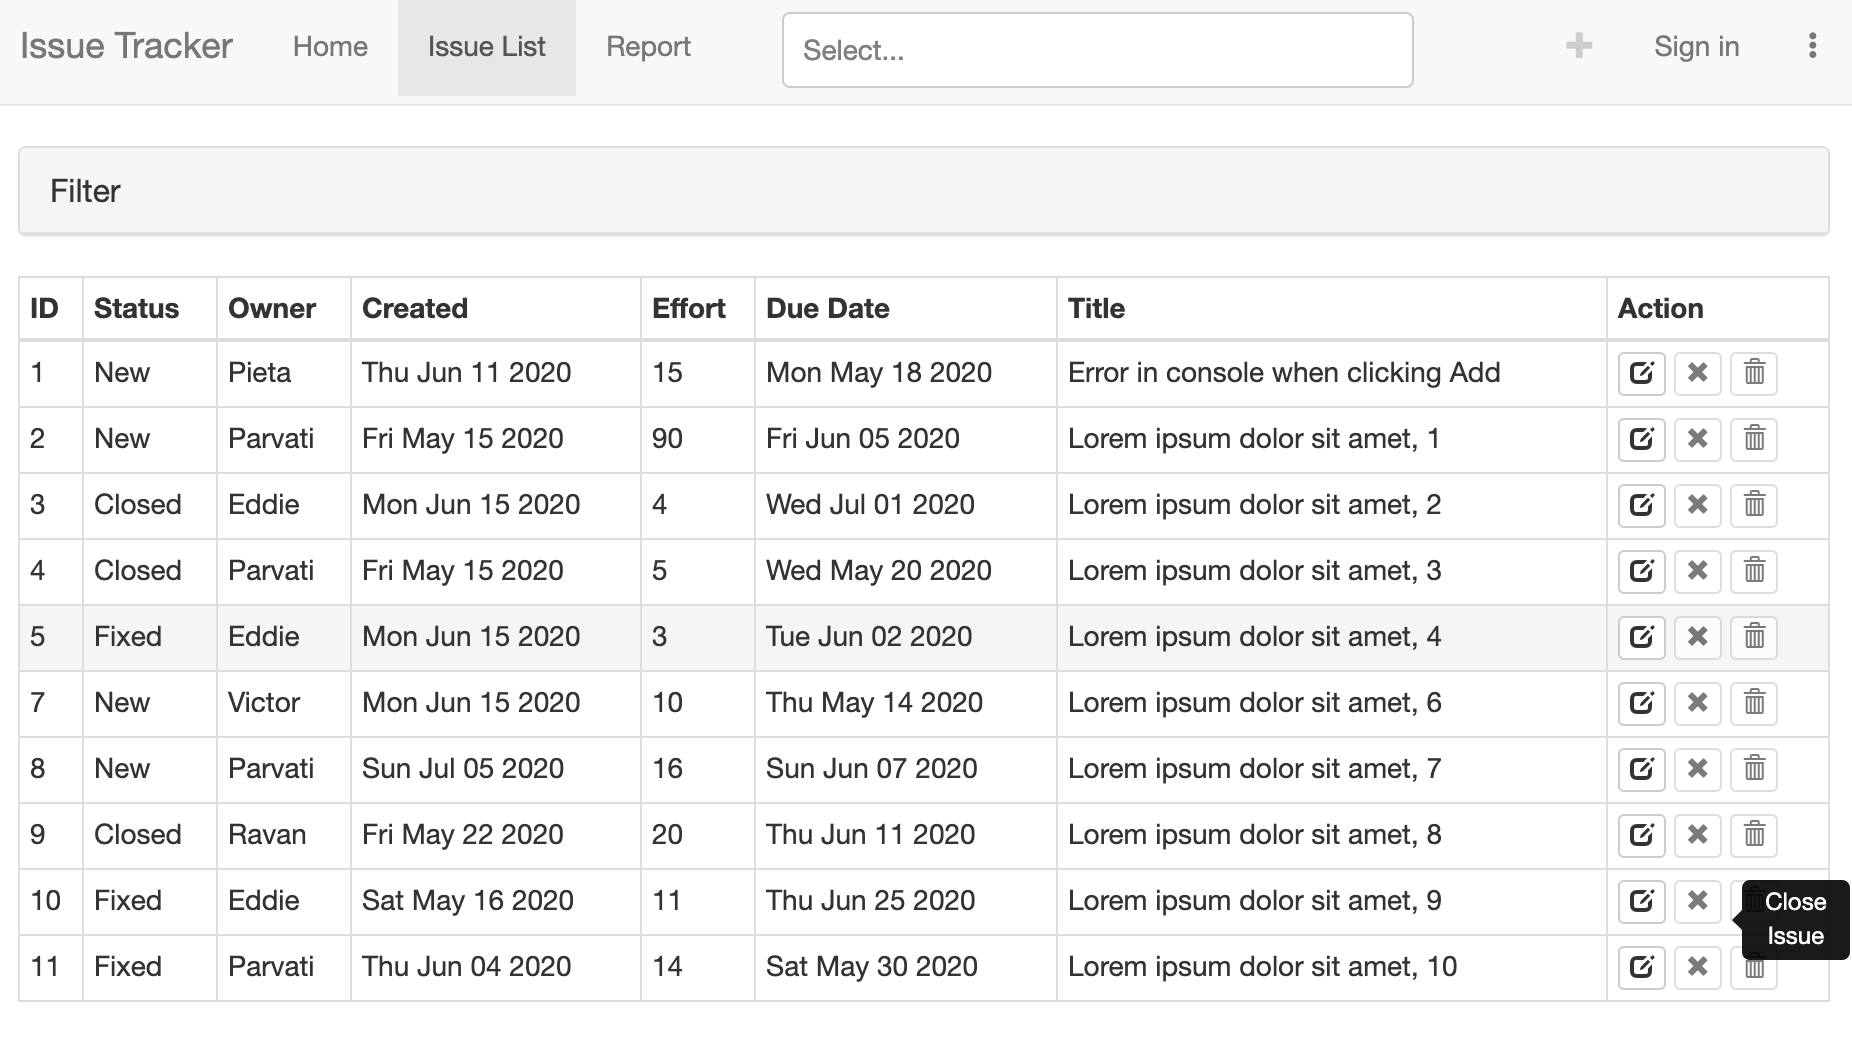 Issue Tracker Home Issue List Report Select... Sign in
Filter
ID Status Owner Created Effort Due Date Title Action
1 New Pieta Thu Jun 11 2020 15 Mon May 18 2020 Error in console when clicking Add
2 New Parvati Fri May 15 2020 90 Fri Jun 05 2020 Lorem ipsum dolor sit amet, 1
3 Closed Eddie Mon Jun 15 2020 4 Wed Jul 01 2020 Lorem ipsum dolor sit amet, 2
4 Closed Parvati Fri May 15 2020 5 Wed May 20 2020 Lorem ipsum dolor sit amet, 3
5 Fixed Eddie Mon Jun 15 2020 3 Tue Jun 02 2020 Lorem ipsum dolor sit amet, 4
7 New Victor Mon Jun 15 2020 10 Thu May 14 2020 Lorem ipsum dolor sit amet, 6
8 New Parvati Sun Jul 05 2020 16 Sun Jun 07 2020 Lorem ipsum dolor sit amet, 7
9 Closed Ravan Fri May 22 2020 20 Thu Jun 11 2020 Lorem ipsum dolor sit amet, 8
10 Fixed Eddie Sat May 16 2020 11 Thu Jun 25 2020 Lorem ipsum dolor sit amet, 9
Close
Issue
11 Fixed Parvati Thu Jun 04 2020 14 Sat May 30 2020 Lorem ipsum dolor sit amet, 10